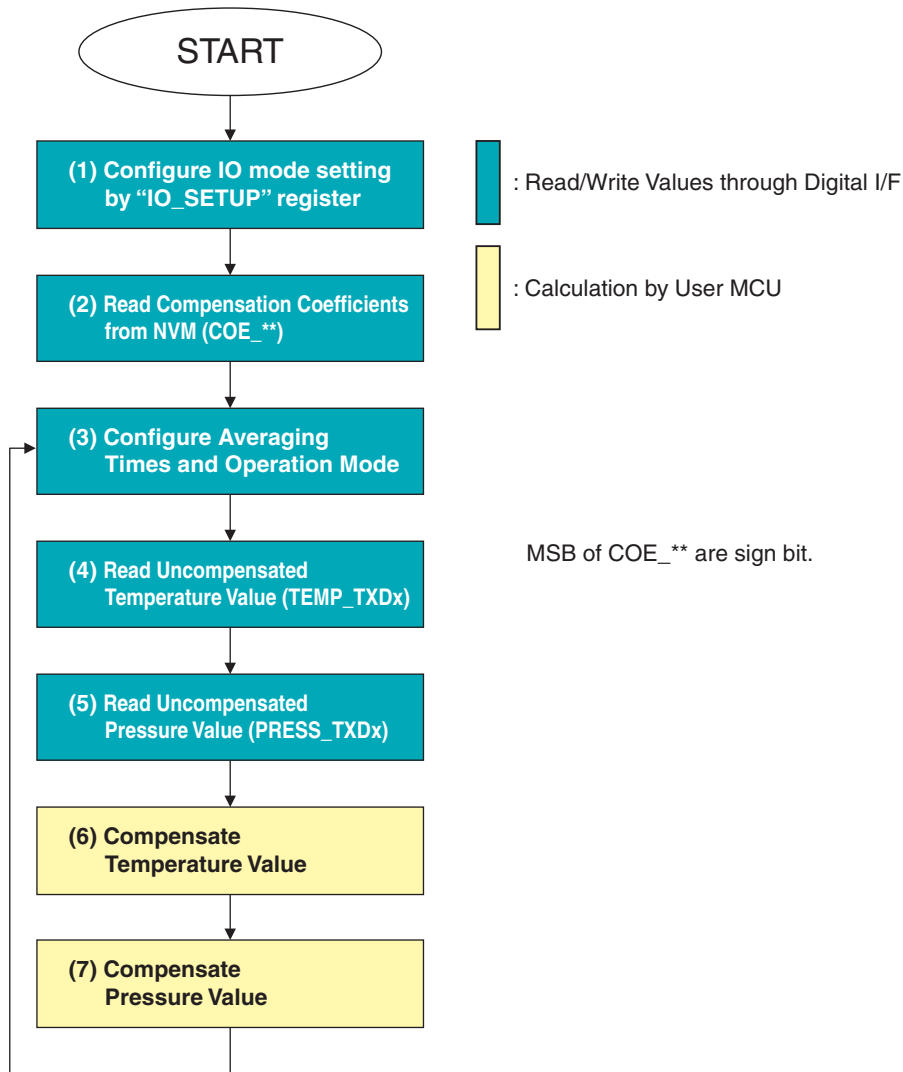 START
(1) Configure IO mode setting
by “IO_SETUP” register
(2) Read Compensation Coefficients
from NVM (COE_**)
(3) Configure Averaging
Times and Operation Mode
(4) Read Uncompensated
Temperature Value (TEMP_TXDx)
(5) Read Uncompensated
Pressure Value (PRESS_TXDx)
(6) Compensate
Temperature Value
(7) Compensate
Pressure Value
: Read/Write Values through Digital I/F
: Calculation by User MCU
MSB of COE_** are sign bit.